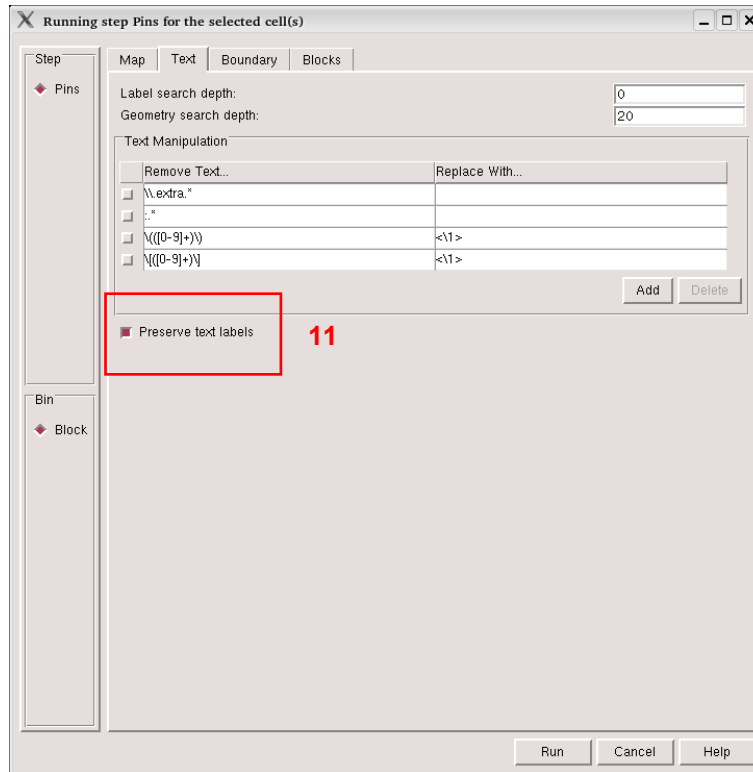 X Running step Pins for the selected cell(s)
Step
Pins
Map Text Boundary Blocks
Label search depth: 0
Geometry search depth: 20
Text Manipulation
Remove Text... Replace With...
\\.extra.*
:.*
\(([0-9]+)\) <\1>
\[([0-9]+)\] <\1>
Add Delete
Preserve text labels 11
Bin
Block
Run Cancel Help